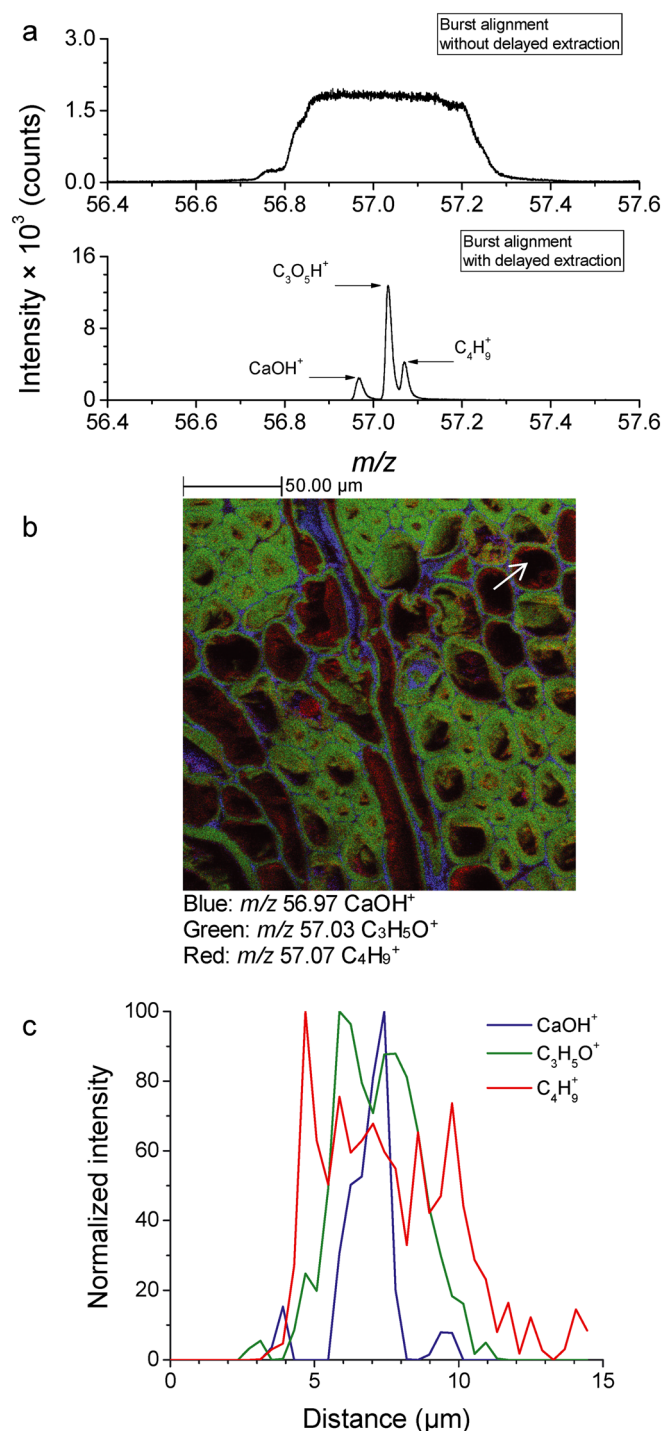 a
Burst alignment
without delayed extraction
3.0
1.5
0.0
56.4 56.6 56.8 57.0 57.2 57.4 57.6
Intensity × 10³ (counts)
Burst alignment
with delayed extraction
16
12
8
4
0
C₃O₅H⁺
CaOH⁺
C₄H₉⁺
56.4 56.6 56.8 57.0 57.2 57.4 57.6
m/z
50.00 µm
b
Blue: m/z 56.97 CaOH⁺
Green: m/z 57.03 C₃H₅O⁺
Red: m/z 57.07 C₄H₉⁺
c
100
80
60
40
20
0
Normalized intensity
CaOH⁺
C₃H₅O⁺
C₄H₉⁺
0 5 10 15
Distance (µm)